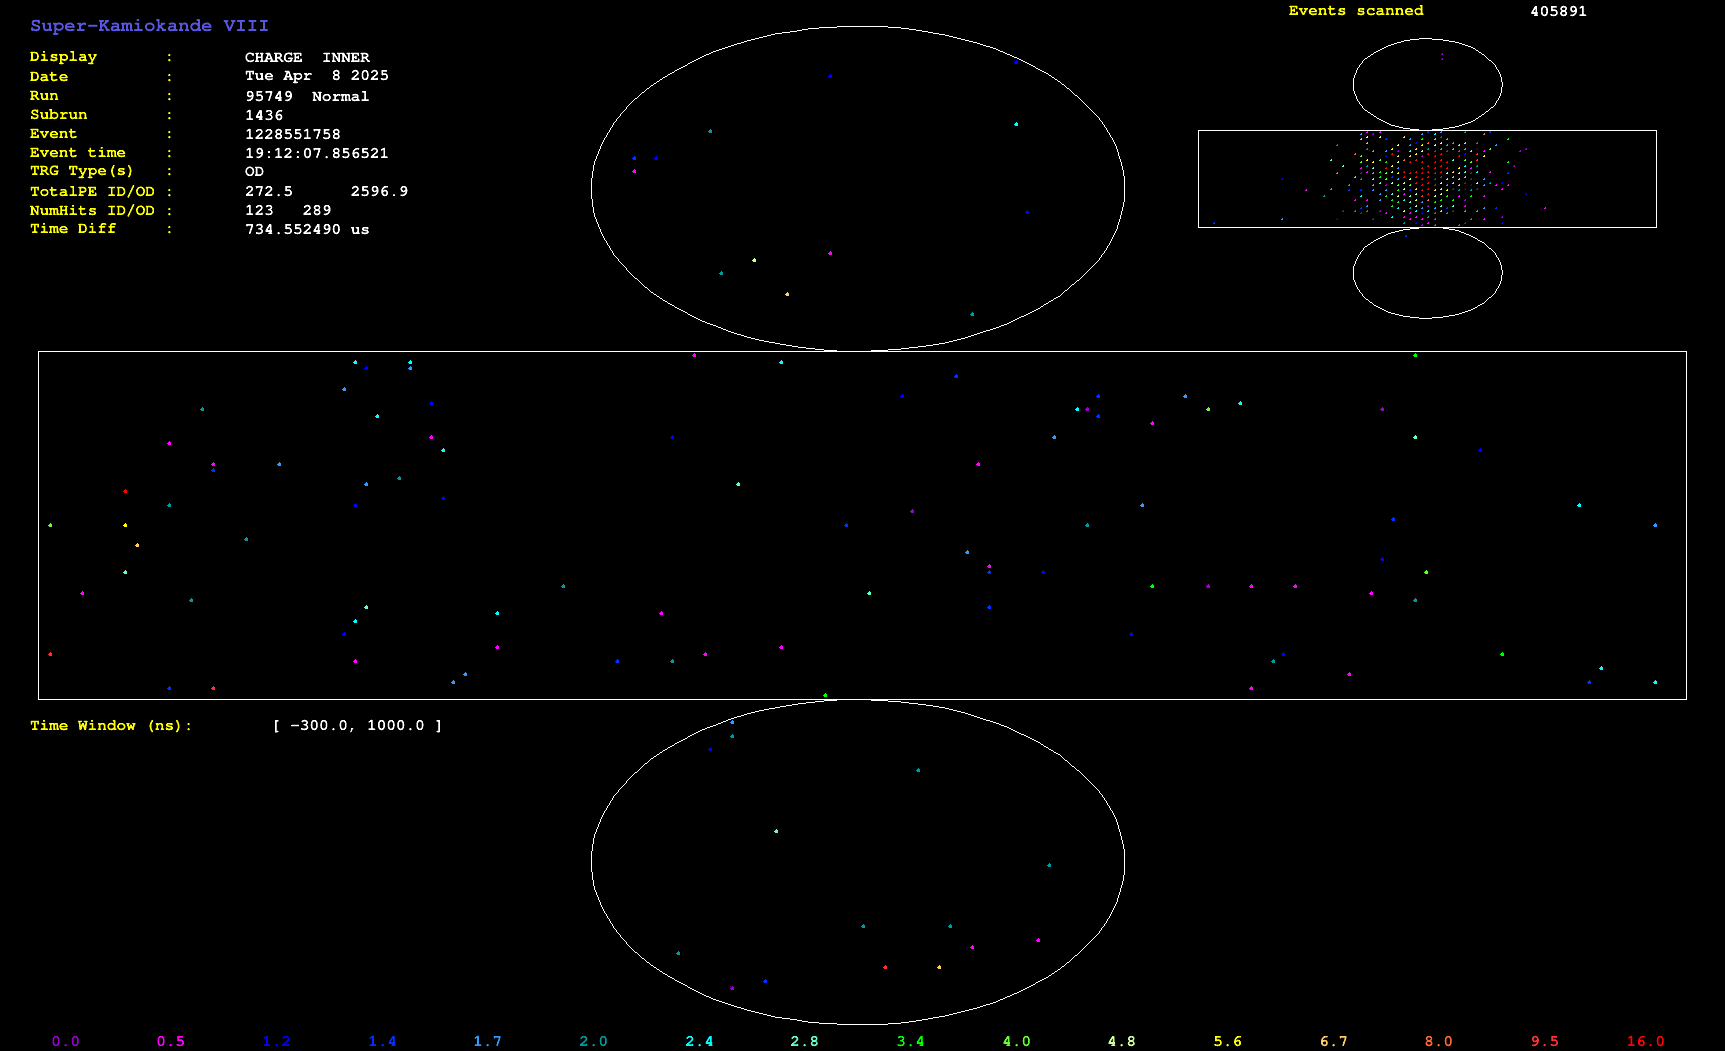 Super-Kamiokande VIII
Events scanned 405891
Display : CHARGE INNER
Date : Tue Apr 8 2025
Run : 95749 Normal
Subrun : 1436
Event : 1228551758
Event time : 19:12:07.856521
TRG Type(s) : OD
TotalPE ID/OD : 272.5 2596.9
NumHits ID/OD : 123 289
Time Diff : 734.552490 us
Time Window (ns): [ -300.0, 1000.0 ]
0.0 0.5 1.2 1.4 1.7 2.0 2.4 2.8 3.4 4.0 4.8 5.6 6.7 8.0 9.5 16.0